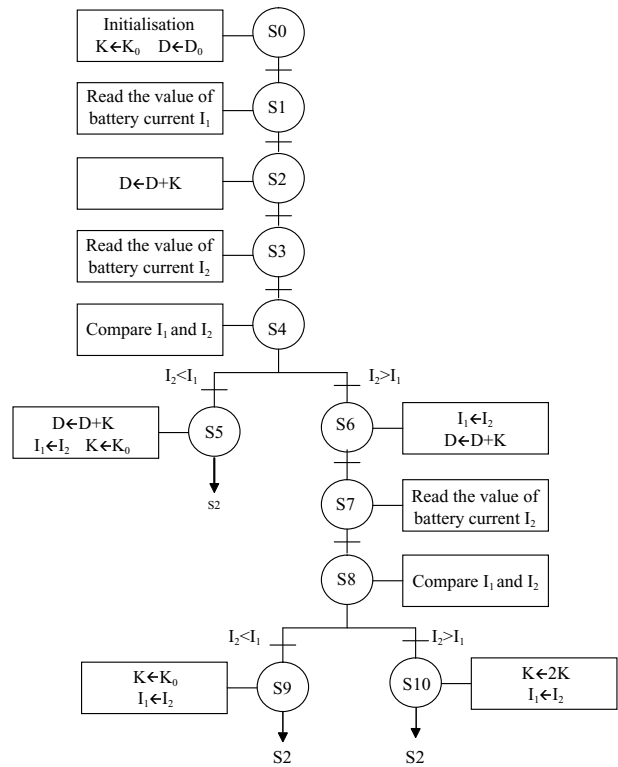 Initialisation
K←K₀ D←D₀
S0
Read the value of
battery current I₁
S1
D←D+K
S2
Read the value of
battery current I₂
S3
Compare I₁ and I₂
S4
I₂<I₁
I₂>I₁
D←D+K
I₁←I₂ K←K₀
S5
S2
S6
I₁←I₂
D←D+K
S7
Read the value of
battery current I₂
S8
Compare I₁ and I₂
I₂<I₁
I₂>I₁
K←K₀
I₁←I₂
S9
S2
S10
K←2K
I₁←I₂
S2